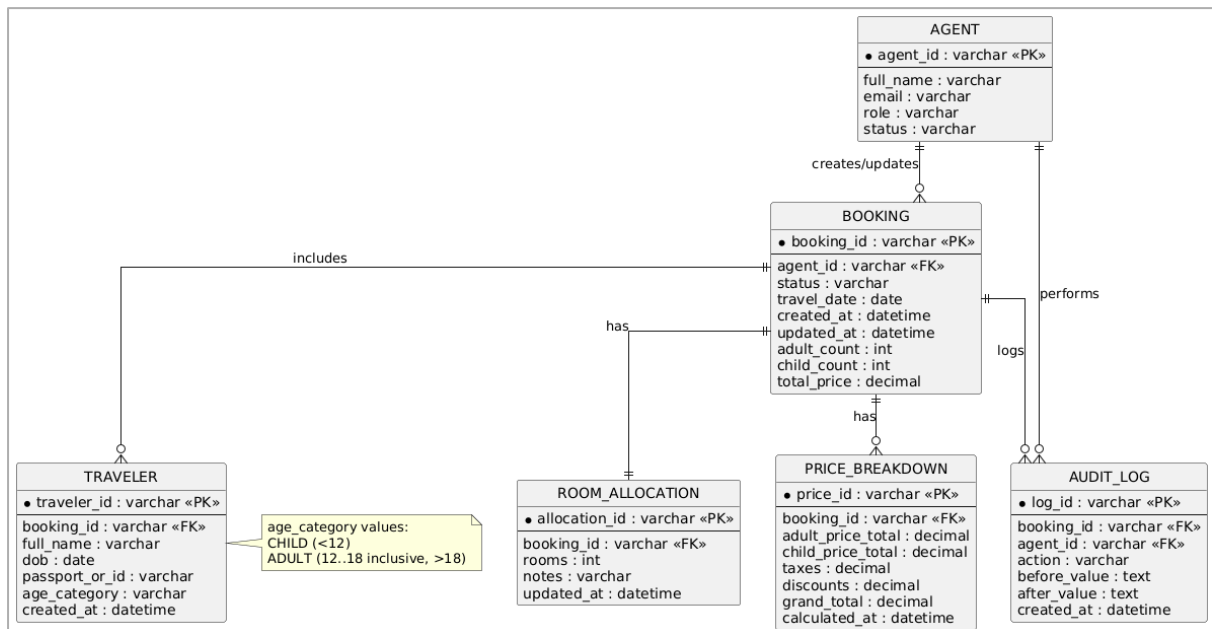 AGENT
agent_id : varchar «PK»
full_name : varchar
email : varchar
role : varchar
status : varchar
creates/updates
BOOKING
booking_id : varchar «PK»
agent_id : varchar «FK»
status : varchar
travel_date : date
created_at : datetime
updated_at : datetime
adult_count : int
child_count : int
total_price : decimal
includes
has
performs
logs
has
TRAVELER
traveler_id : varchar «PK»
booking_id : varchar «FK»
full_name : varchar
dob : date
passport_or_id : varchar
age_category : varchar
created_at : datetime
age_category values:
CHILD (<12)
ADULT (12..18 inclusive, >18)
ROOM_ALLOCATION
allocation_id : varchar «PK»
booking_id : varchar «FK»
rooms : int
notes : varchar
updated_at : datetime
PRICE_BREAKDOWN
price_id : varchar «PK»
booking_id : varchar «FK»
adult_price_total : decimal
child_price_total : decimal
taxes : decimal
discounts : decimal
grand_total : decimal
calculated_at : datetime
AUDIT_LOG
log_id : varchar «PK»
booking_id : varchar «FK»
agent_id : varchar «FK»
action : varchar
before_value : text
after_value : text
created_at : datetime